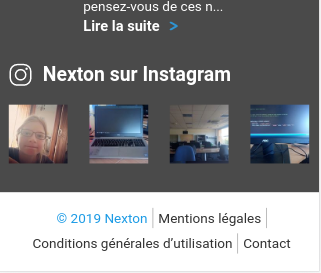 pensez-vous de ces n...
Lire la suite >
Nexton sur Instagram
© 2019 Nexton | Mentions légales |
Conditions générales d'utilisation | Contact